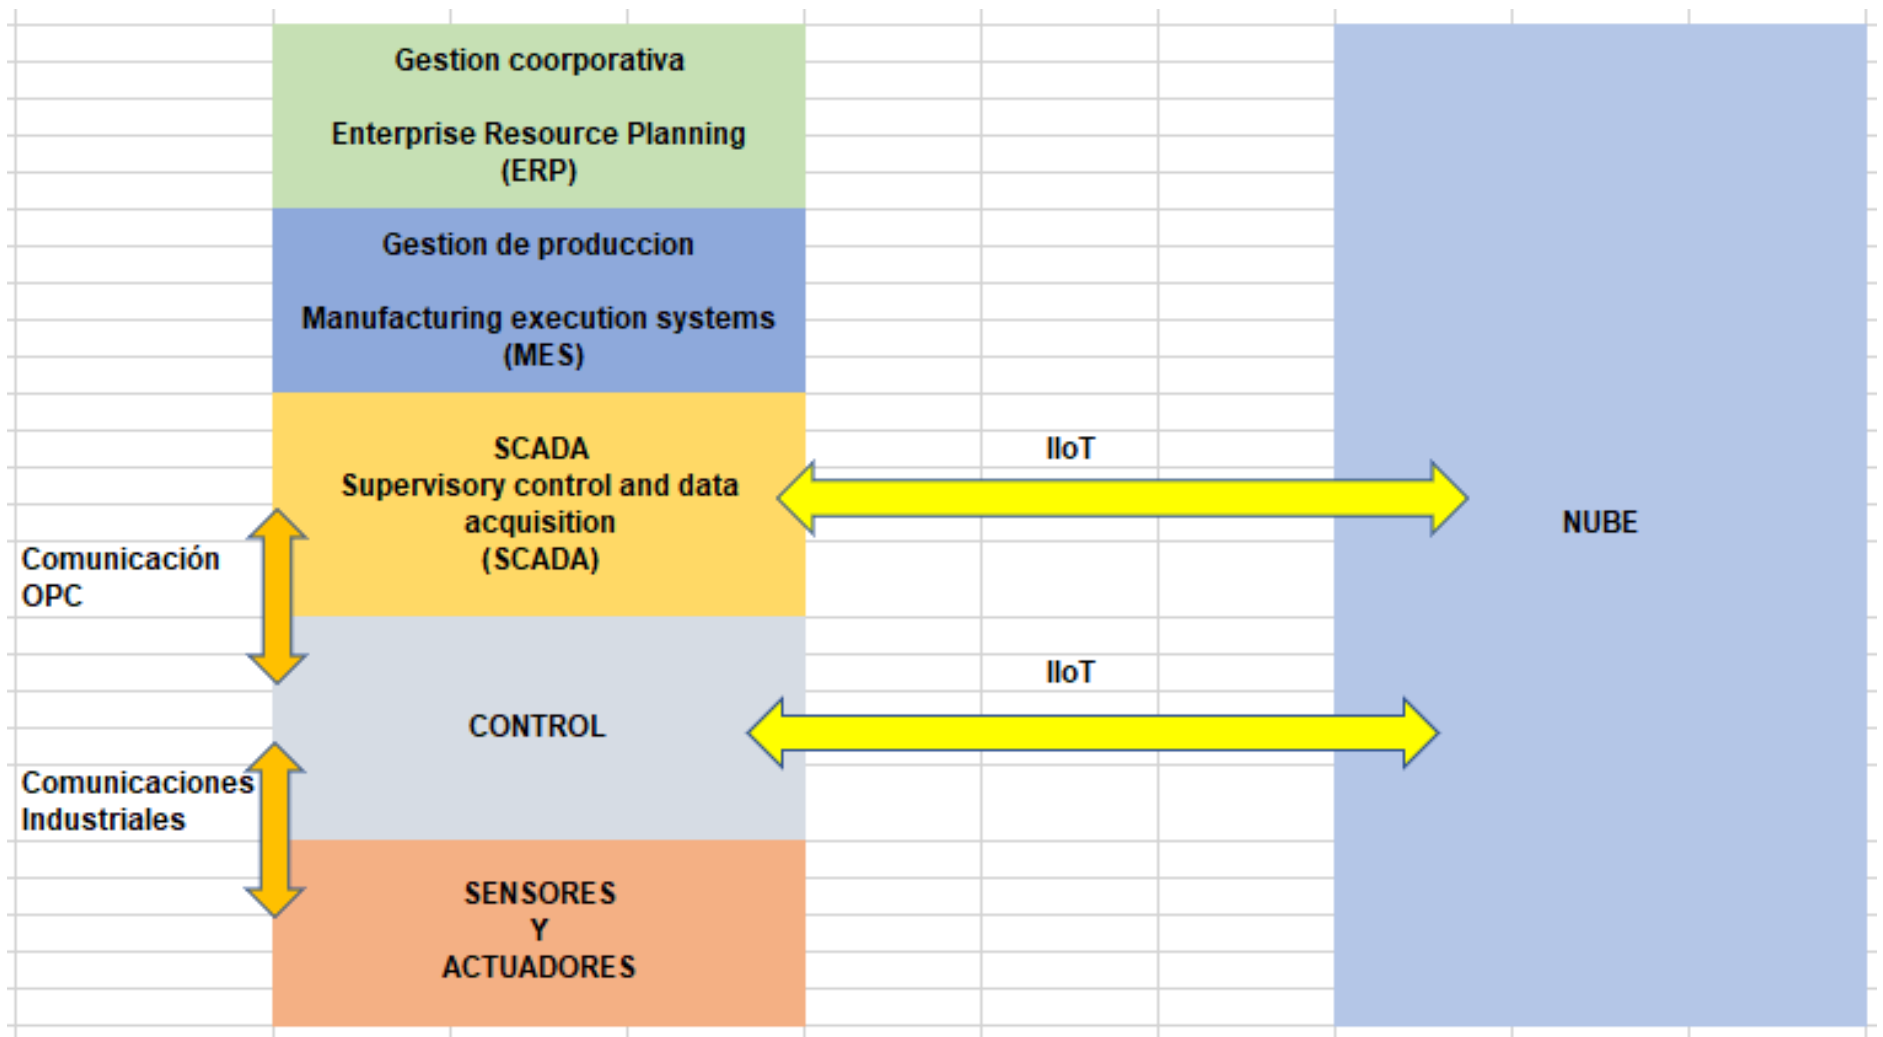 Gestion coorporativa
Enterprise Resource Planning
(ERP)
Gestion de produccion
Manufacturing execution systems
(MES)
SCADA
Supervisory control and data
acquisition
(SCADA)
IIoT
NUBE
Comunicación
OPC
IIoT
CONTROL
Comunicaciones
Industriales
SENSORES
Y
ACTUADORES